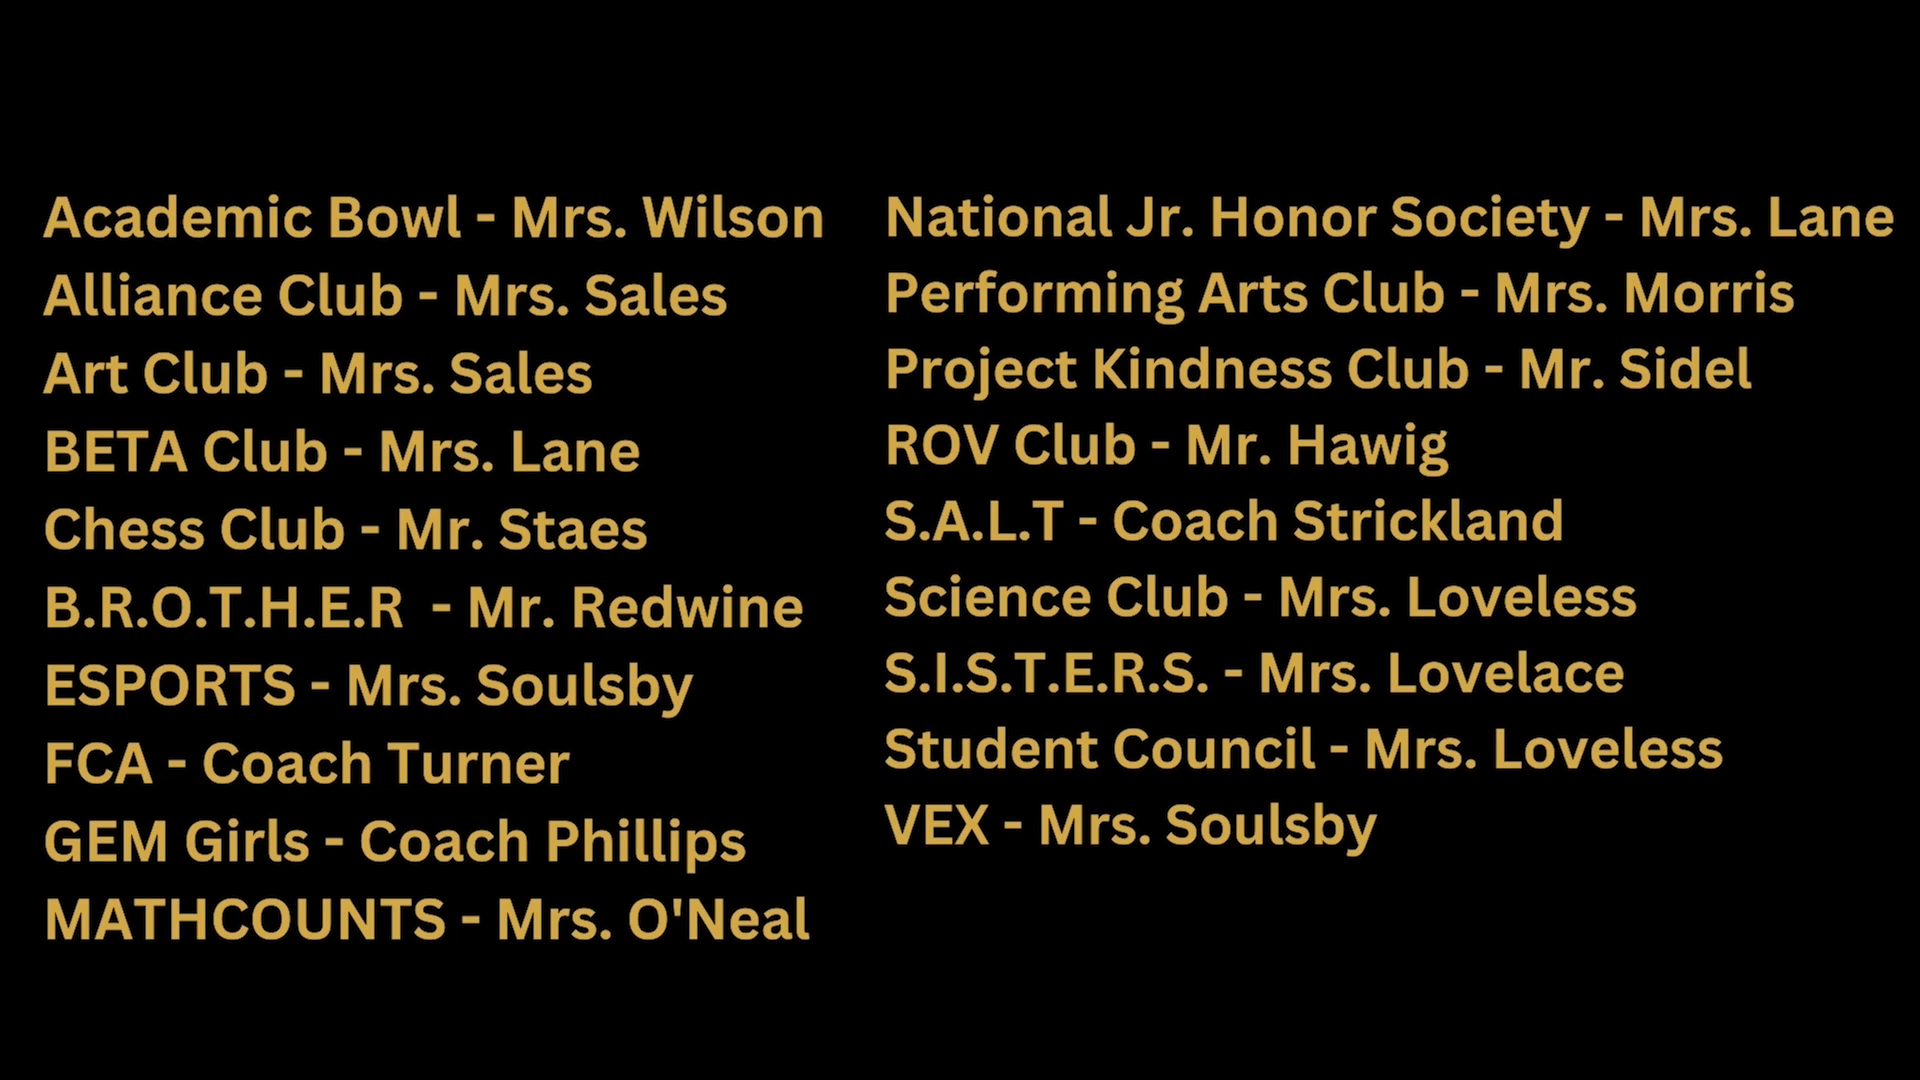 Academic Bowl - Mrs. Wilson
Alliance Club - Mrs. Sales
Art Club - Mrs. Sales
BETA Club - Mrs. Lane
Chess Club - Mr. Staes
B.R.O.T.H.E.R  - Mr. Redwine
ESPORTS - Mrs. Soulsby
FCA - Coach Turner
GEM Girls - Coach Phillips
MATHCOUNTS - Mrs. O'Neal
National Jr. Honor Society - Mrs. Lane
Performing Arts Club - Mrs. Morris
Project Kindness Club - Mr. Sidel
ROV Club - Mr. Hawig
S.A.L.T - Coach Strickland
Science Club - Mrs. Loveless
S.I.S.T.E.R.S. - Mrs. Lovelace
Student Council - Mrs. Loveless
VEX - Mrs. Soulsby